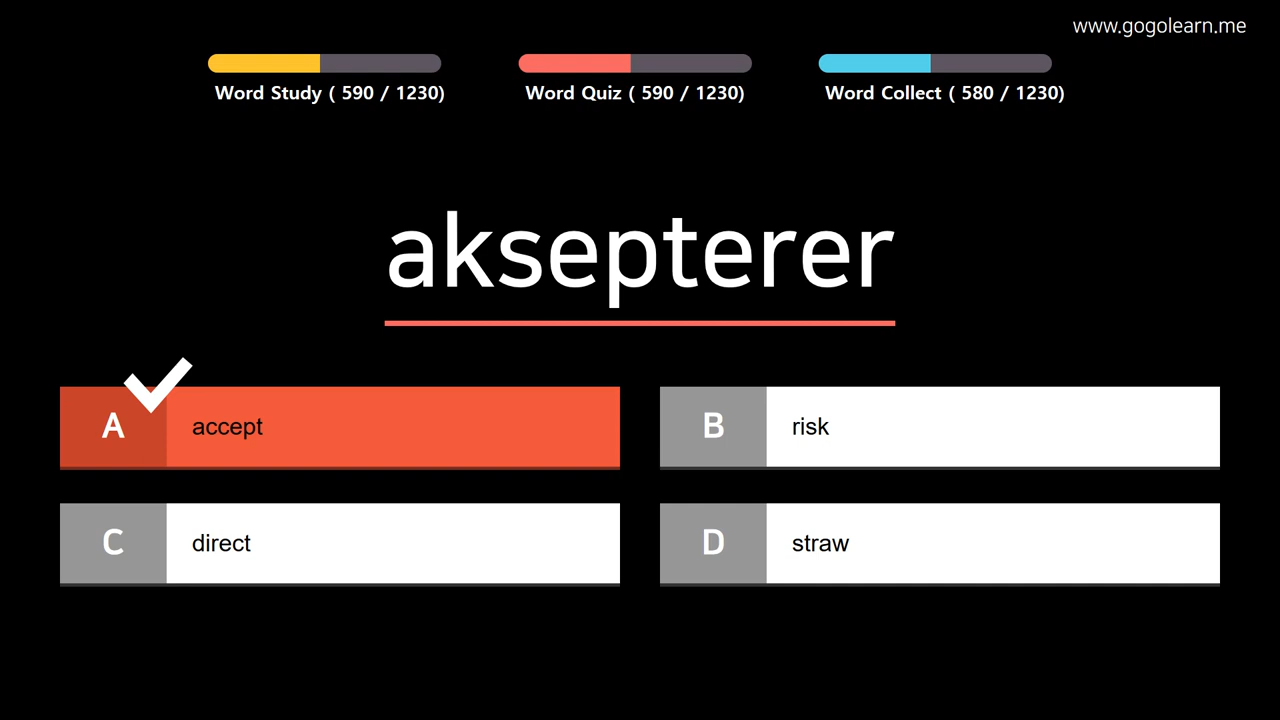 www.gogolearn.me
Word Study ( 590 / 1230)
Word Quiz ( 590 / 1230)
Word Collect ( 580 / 1230)
aksepterer
A accept
B risk
C direct
D straw